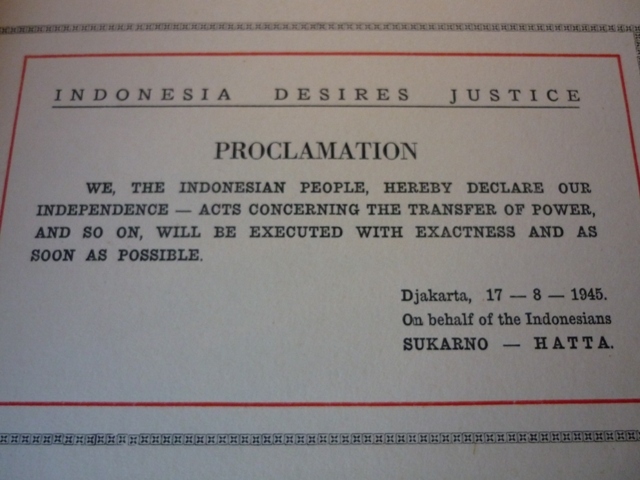 INDONESIA DESIRES JUSTICE
PROCLAMATION
WE, THE INDONESIAN PEOPLE, HEREBY DECLARE OUR
INDEPENDENCE — ACTS CONCERNING THE TRANSFER OF POWER,
AND SO ON, WILL BE EXECUTED WITH EXACTNESS AND AS
SOON AS POSSIBLE.
Djakarta, 17 — 8 — 1945.
On behalf of the Indonesians
SUKARNO — HATTA.